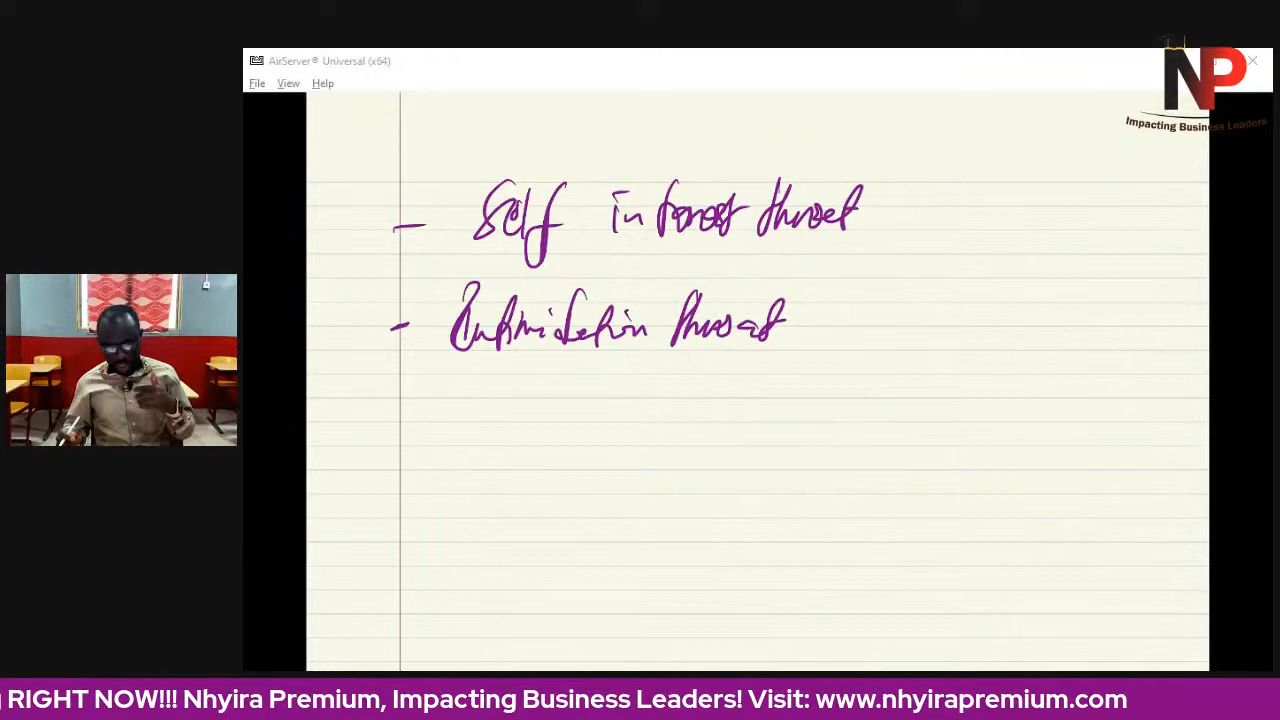 AirServer® Universal (x64)
File View Help
NP
Impacting Business Leaders
- Self interest threat
- Intimidation threat
RIGHT NOW!!! Nhyira Premium, Impacting Business Leaders! Visit: www.nhyirapremium.com